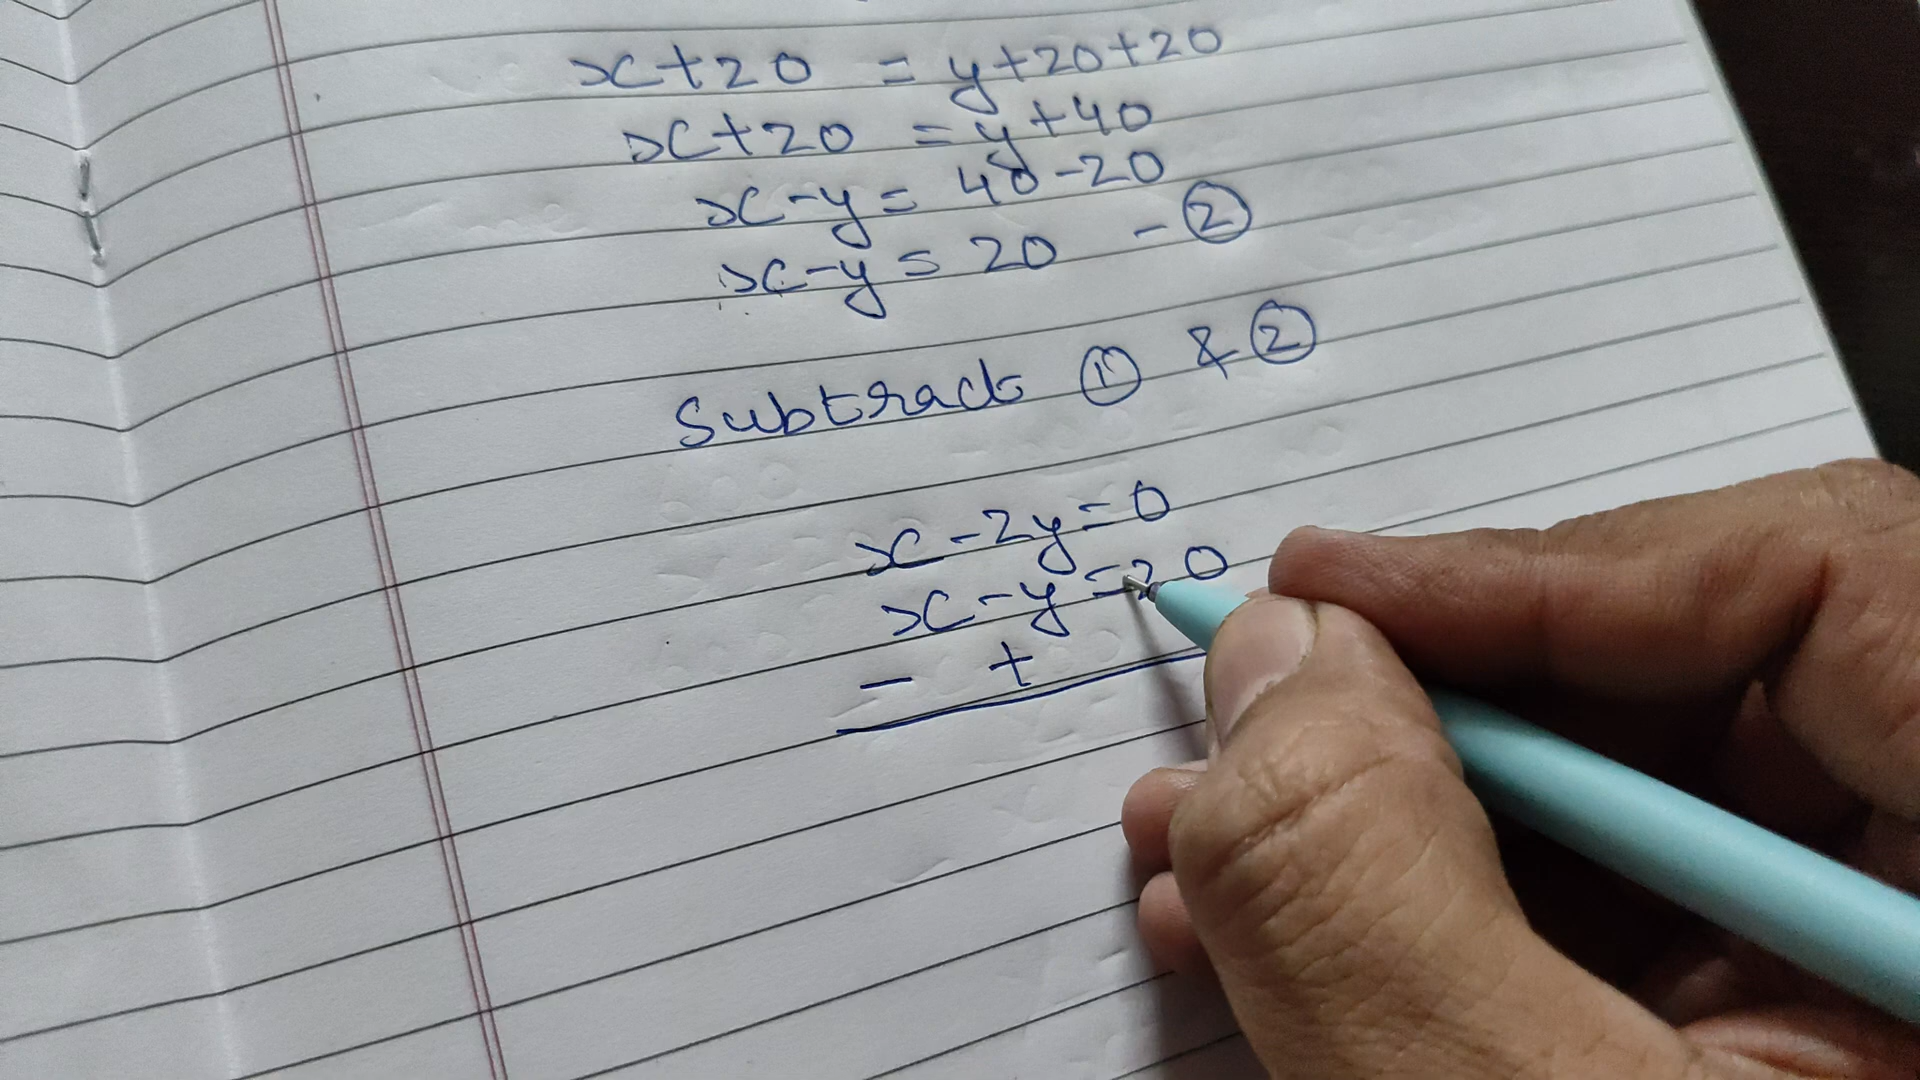 x+20 = y+20+20
x+20 = y+40
x-y = 40-20
x-y = 20 - ②
Subtract ① & ②
x-2y=0
x-y=20
- +